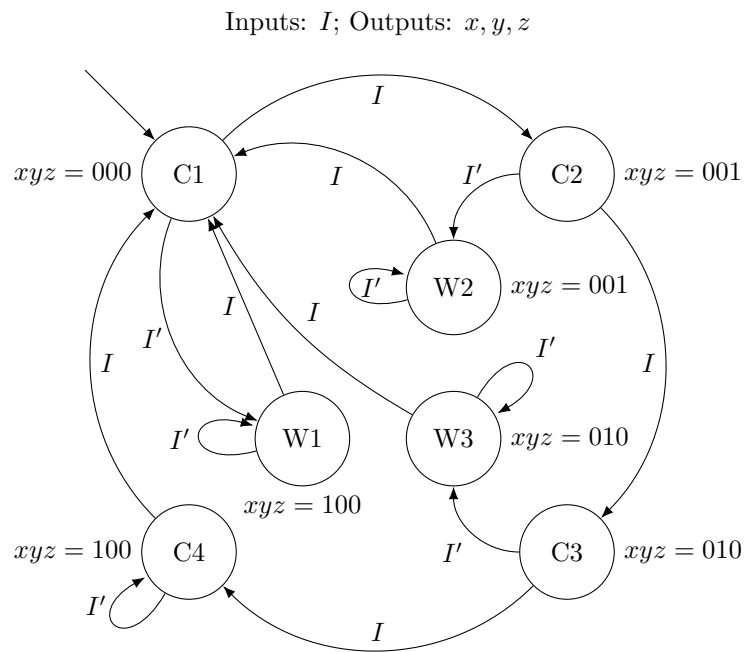 Inputs: I; Outputs: x, y, z
I
xyz = 000
C1
I
I′
C2
xyz = 001
I′
W2
xyz = 001
I
I′
I
I
I
I′
I′
W1
W3
xyz = 010
xyz = 100
xyz = 100
C4
I′
C3
xyz = 010
I′
I